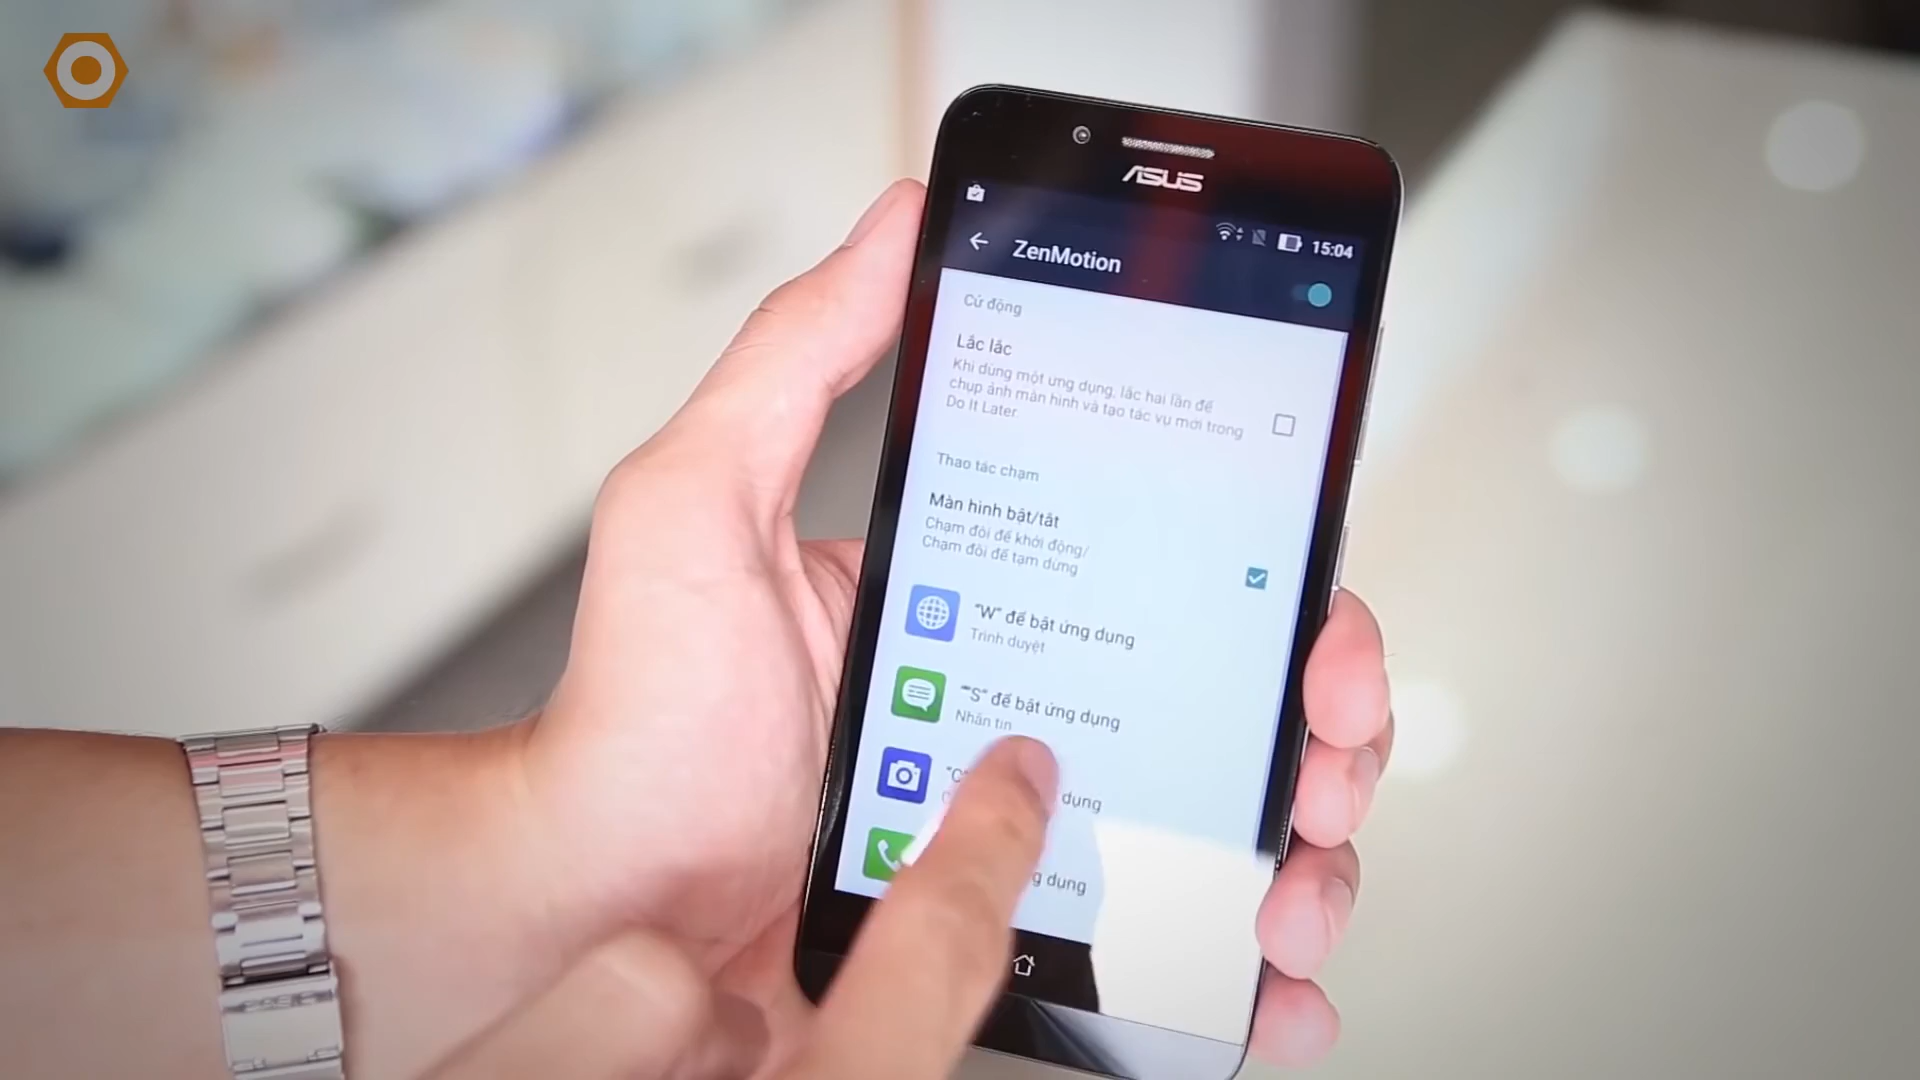 ASUS
15:04
ZenMotion
Cử động
Lắc lắc
Khi dùng một ứng dụng, lắc hai lần để
chụp ảnh màn hình và tạo tác vụ mới trong
Do It Later.
Thao tác chạm
Màn hình bật/tắt
Chạm đôi để khởi động/
Chạm đôi để tạm dừng
"W" để bật ứng dụng
Trình duyệt
""S" để bật ứng dụng
Nhắn tin
"C" dụng
dụng